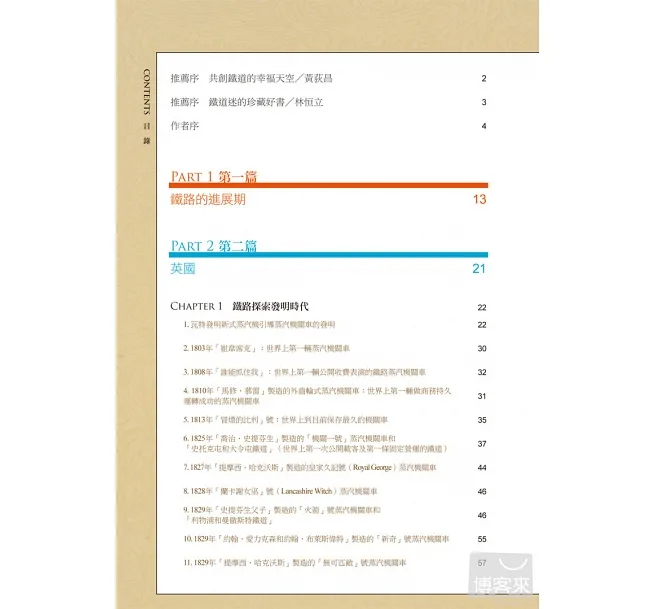 CONTENTS 目錄
推薦序 共創鐵道的幸福天空／黃荻昌 2
推薦序 鐵道迷的珍藏好書／林恒立 3
作者序 4
PART 1 第一篇
鐵路的進展期 13
PART 2 第二篇
英國 21
CHAPTER 1 鐵路探索發明時代 22
1. 瓦特發明新式蒸汽機引導蒸汽機關車的發明 22
2. 1803年「崔韋席克」：世界上第一輛蒸汽機關車 30
3. 1808年「誰能抓住我」：世界上第一輛公開收費表演的鐵路蒸汽機關車 32
4. 1810年「馬修・慕雷」製造的外齒輪式蒸汽機關車：世界上第一輛做商務持久
運轉成功的蒸汽機關車 31
5. 1813年「冒煙的比利」號：世界上到目前保存最久的機關車 35
6. 1825年「喬治・史提芬生」製造的「機關一號」蒸汽機關車和
「史托克屯和大令屯鐵道」（世界上第一次公開載客及第一條固定營運的鐵道） 37
7. 1827年「提摩西・哈克沃斯」製造的皇家久記號（Royal George）蒸汽機關車 44
8. 1828年「蘭卡謝女巫」號（Lancashire Witch）蒸汽機關車 46
9. 1829年「史提芬生父子」製造的「火箭」號蒸汽機關車和
「利物浦和曼徹斯特鐵道」 46
10. 1829年「約翰・愛力克森和約翰・布萊斯偉特」製造的「新奇」號蒸汽機關車 55
11. 1829年「提摩西・哈克沃斯」製造的「無可匹敵」號蒸汽機關車 57
博客來